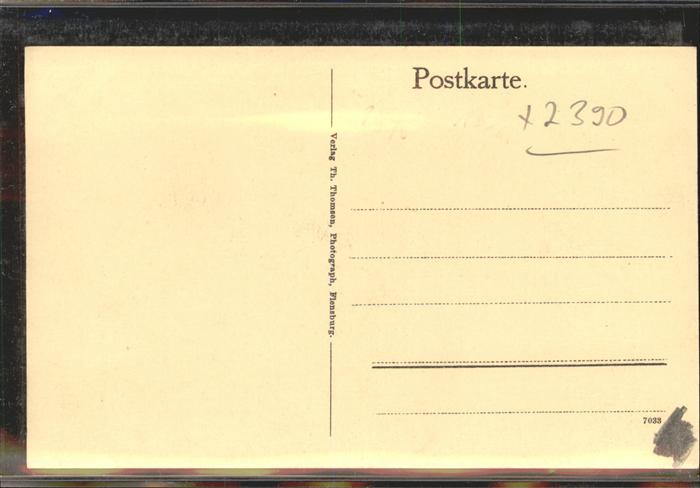 Postkarte.
x 2390
Verlag Th. Thomsen, Photograph, Flensburg.
7033